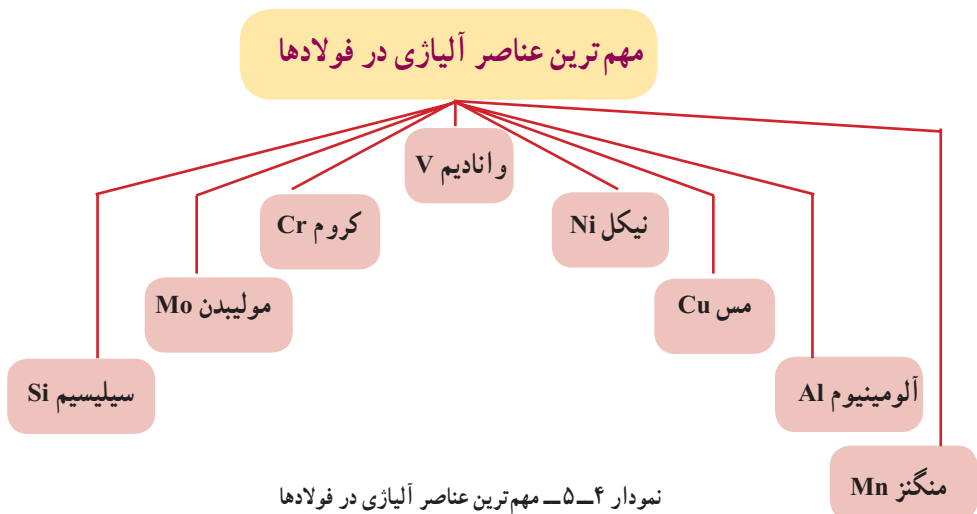 مهم‌ترین عناصر آلیاژی در فولادها
وانادیم V
نیکل Ni
کروم Cr
مس Cu
مولیبدن Mo
آلومینیوم Al
سیلیسیم Si
منگنز Mn
نمودار ۴ــ۵ــ مهم‌ترین عناصر آلیاژی در فولادها